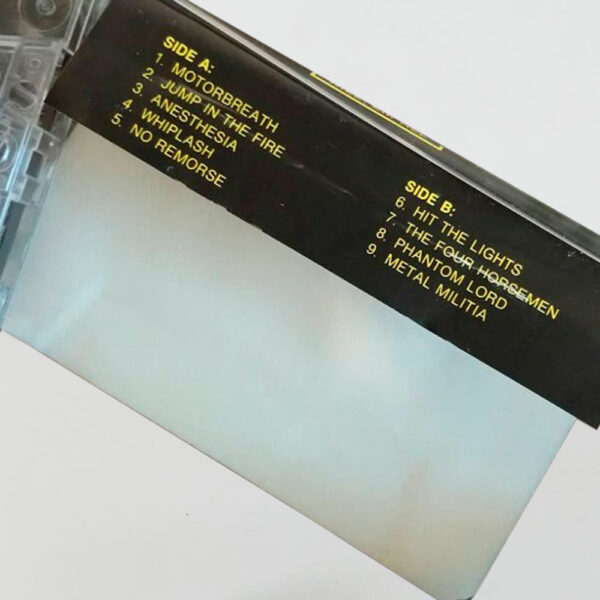 SIDE A:
1. MOTORBREATH
2. JUMP IN THE FIRE
3. ANESTHESIA
4. WHIPLASH
5. NO REMORSE
SIDE B:
6. HIT THE LIGHTS
7. THE FOUR HORSEMEN
8. PHANTOM LORD
9. METAL MILITIA